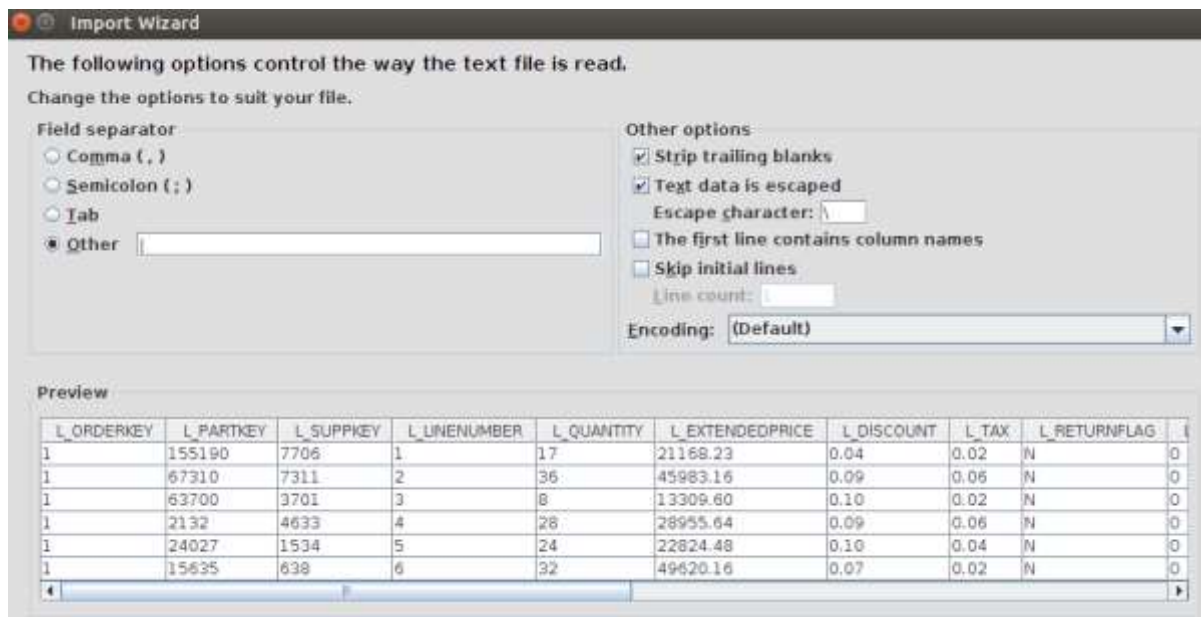 Import Wizard
The following options control the way the text file is read.
Change the options to suit your file.
Field separator
Comma ( , )
Semicolon ( ; )
Tab
Other |
Other options
Strip trailing blanks
Text data is escaped
Escape character: \
The first line contains column names
Skip initial lines
Line count: 1
Encoding: (Default)
Preview
L_ORDERKEY L_PARTKEY L_SUPPKEY L_LINENUMBER L_QUANTITY L_EXTENDEDPRICE L_DISCOUNT L_TAX L_RETURNFLAG
1 155190 7706 1 17 21168.23 0.04 0.02 N O
1 67310 7311 2 36 45983.16 0.09 0.06 N O
1 63700 3701 3 8 13309.60 0.10 0.02 N O
1 2132 4633 4 28 28955.64 0.09 0.06 N O
1 24027 1534 5 24 22824.48 0.10 0.04 N O
1 15635 638 6 32 49620.16 0.07 0.02 N O